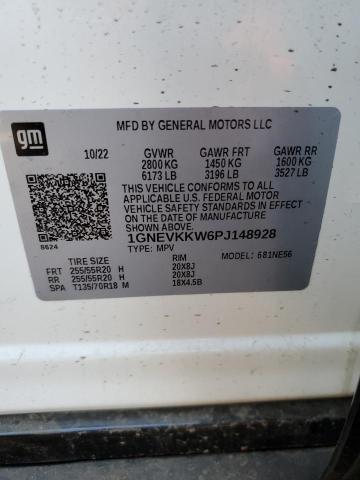 gm
MFD BY GENERAL MOTORS LLC
10/22 GVWR GAWR FRT GAWR RR
2800 KG 1450 KG 1600 KG
6173 LB 3196 LB 3527 LB
THIS VEHICLE CONFORMS TO ALL
APPLICABLE U.S. FEDERAL MOTOR
VEHICLE SAFETY STANDARDS IN EFFECT
ON THE DATE OF MANUFACTURE
SHOWN ABOVE.
1GNEVKKW6PJ148928
8624
TYPE: MPV MODEL: 681NE56
TIRE SIZE RIM
FRT 255/55R20 H 20X8J
RR 255/55R20 H 20X8J
SPA T135/70R18 M 18X4.5B